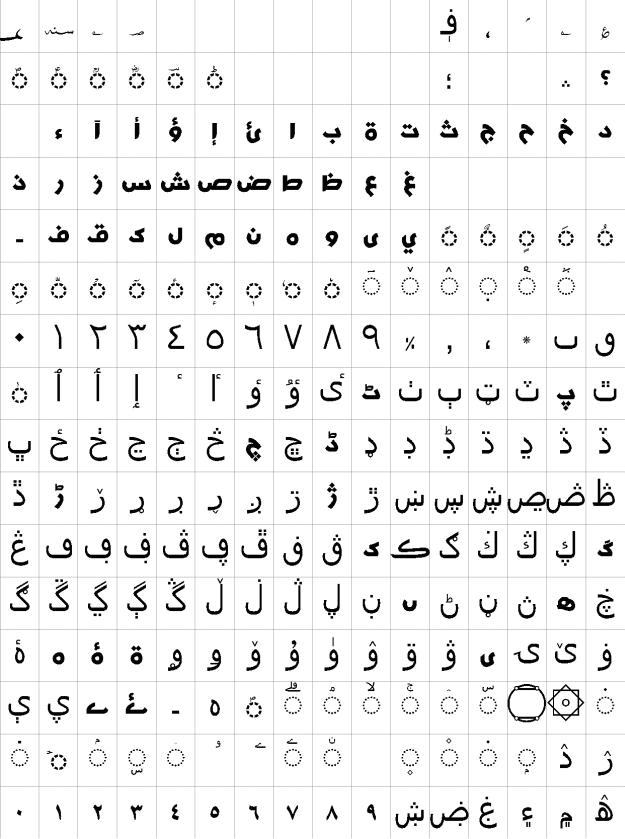 ؀ ؁ ؂ ؃ ؋ ، ؍ ؎ ؏
◌ؐ ◌ؑ ◌ؒ ◌ؓ ◌ؔ ◌ؕ ؛ ؞ ؟
ء آ أ ؤ إ ئ ا ب ة ت ث ج ح خ د
ذ ر ز س ش ص ض ط ظ ع غ
ـ ف ق ك ل م ن ه و ى ي ◌ً ◌ٌ ◌ٍ ◌َ ◌ُ
◌ِ ◌ّ ◌ْ ◌ٓ ◌ٔ ◌ٕ ◌ٖ ◌ٗ ◌٘ ◌ٙ ◌ٚ ◌ٛ ◌ٜ ◌ٝ ◌ٞ
٠ ١ ٢ ٣ ٤ ٥ ٦ ٧ ٨ ٩ ٪ ٫ ٬ ٭ ٮ ٯ
◌ٰ ٱ ٲ ٳ ٴ ٵ ٶ ٷ ٸ ٹ ٺ ٻ ټ ٽ پ ٿ
ڀ ځ ڂ ڃ ڄ څ چ ڇ ڈ ډ ڊ ڋ ڌ ڍ ڎ ڏ
ڐ ڑ ڒ ړ ڔ ڕ ږ ڗ ژ ڙ ښ ڛ ڜ ڝ ڞ ڟ
ڠ ڡ ڢ ڣ ڤ ڥ ڦ ڧ ڨ ک ڪ ګ ڬ ڭ ڮ گ
ڰ ڱ ڲ ڳ ڴ ڵ ڶ ڷ ڸ ڹ ں ڻ ڼ ڽ ھ ڿ
ۀ ہ ۂ ۃ ۄ ۅ ۆ ۇ ۈ ۉ ۊ ۋ ی ۍ ێ ۏ
ې ۑ ے ۓ ۔ ە ◌ۖ ◌ۗ ◌ۘ ◌ۙ ◌ۚ ◌ۛ ◌ۜ ۝ ۞ ◌۟
◌۠ ◌ۡ ◌ۢ ◌ۣ ◌ۤ ۥ ۦ ◌ۧ ◌ۨ ◌۪ ◌۫ ◌۬ ◌ۭ ۮ ۯ
۰ ۱ ۲ ۳ ۴ ۵ ۶ ۷ ۸ ۹ ۺ ۻ ۼ ۽ ۾ ۿ